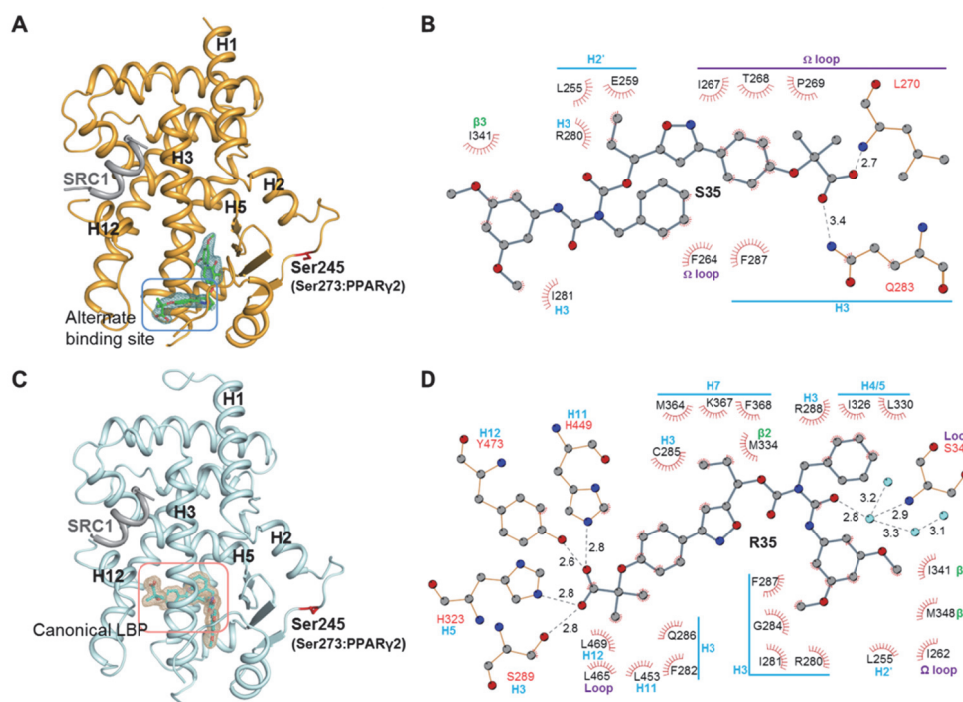 A
H1
H3
SRC1
H2
H5
H12
Ser245
(Ser273:PPARγ2)
Alternate
binding site
B
H2'
Ω loop
L255
E259
I267
T268
P269
L270
β3
I341
H3
R280
2.7
S35
3.4
F264
Ω loop
F287
Q283
I281
H3
H3
C
H1
H3
SRC1
H2
H5
H12
Canonical LBP
Ser245
(Ser273:PPARγ2)
D
H7
H3
H4/5
M364
K367
F368
R288
I326
L330
H11
H449
H12
Y473
H3
C285
β2
M334
3.2
2.8
2.9
3.3
3.1
R35
2.8
2.6
2.8
2.8
H323
H5
S289
H3
L469
H12
L465
Loop
L453
H11
Q286
F282
H3
F287
G284
I281
R280
H3
I341
M348
L255
H2'
I262
Ω loop